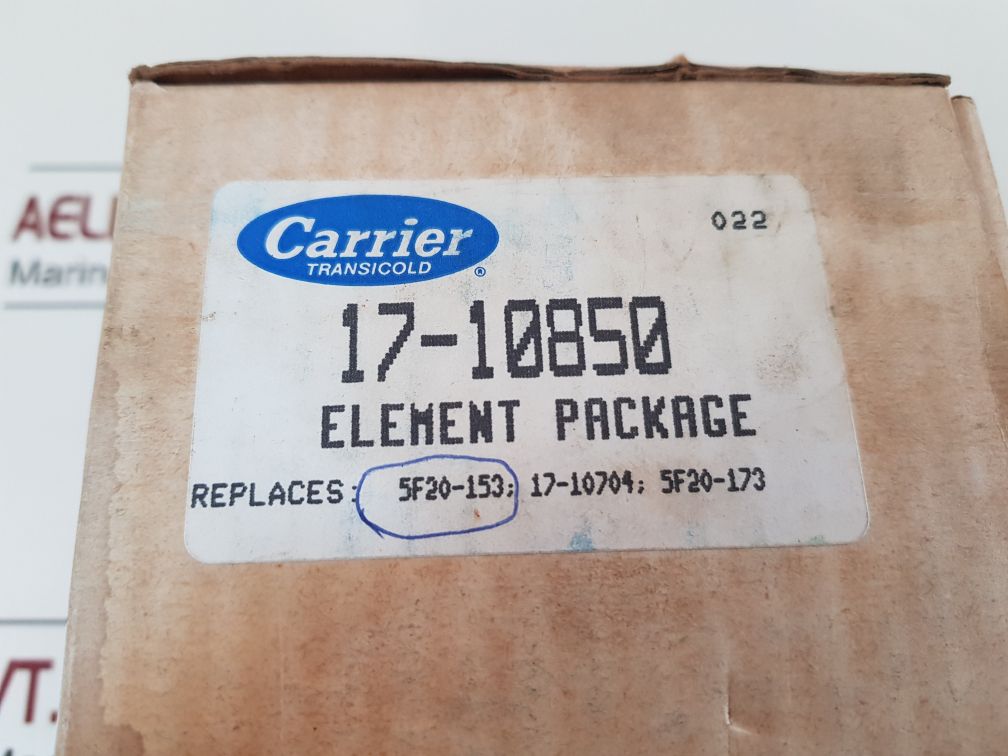 Carrier
TRANSICOLD ®
022
17-10850
ELEMENT PACKAGE
REPLACES: 5F20-153; 17-10704; 5F20-173